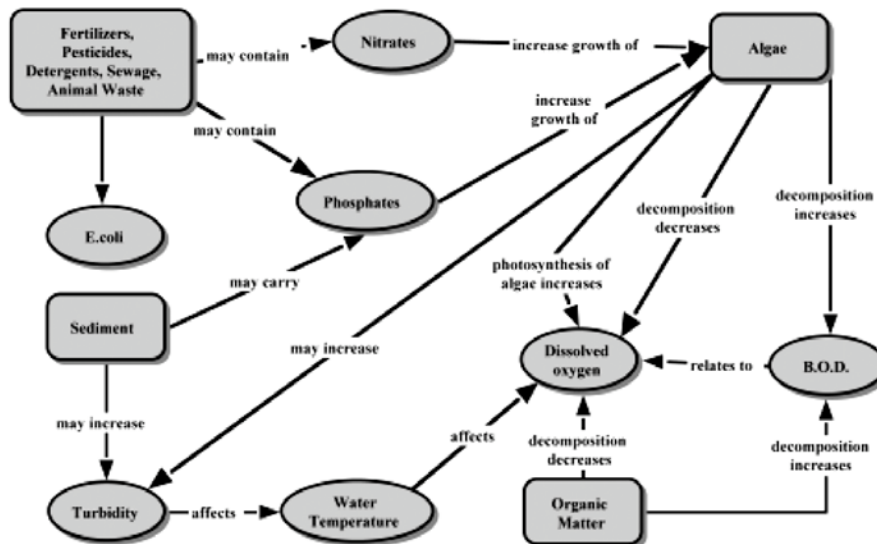 Fertilizers,
Pesticides,
Detergents, Sewage,
Animal Waste
may contain
Nitrates
increase growth of
Algae
may contain
increase
growth of
Phosphates
E.coli
decomposition
decreases
decomposition
increases
photosynthesis of
algae increases
may carry
Sediment
may increase
Dissolved
oxygen
relates to
B.O.D.
may increase
affects
decomposition
decreases
decomposition
increases
Turbidity
affects
Water
Temperature
Organic
Matter